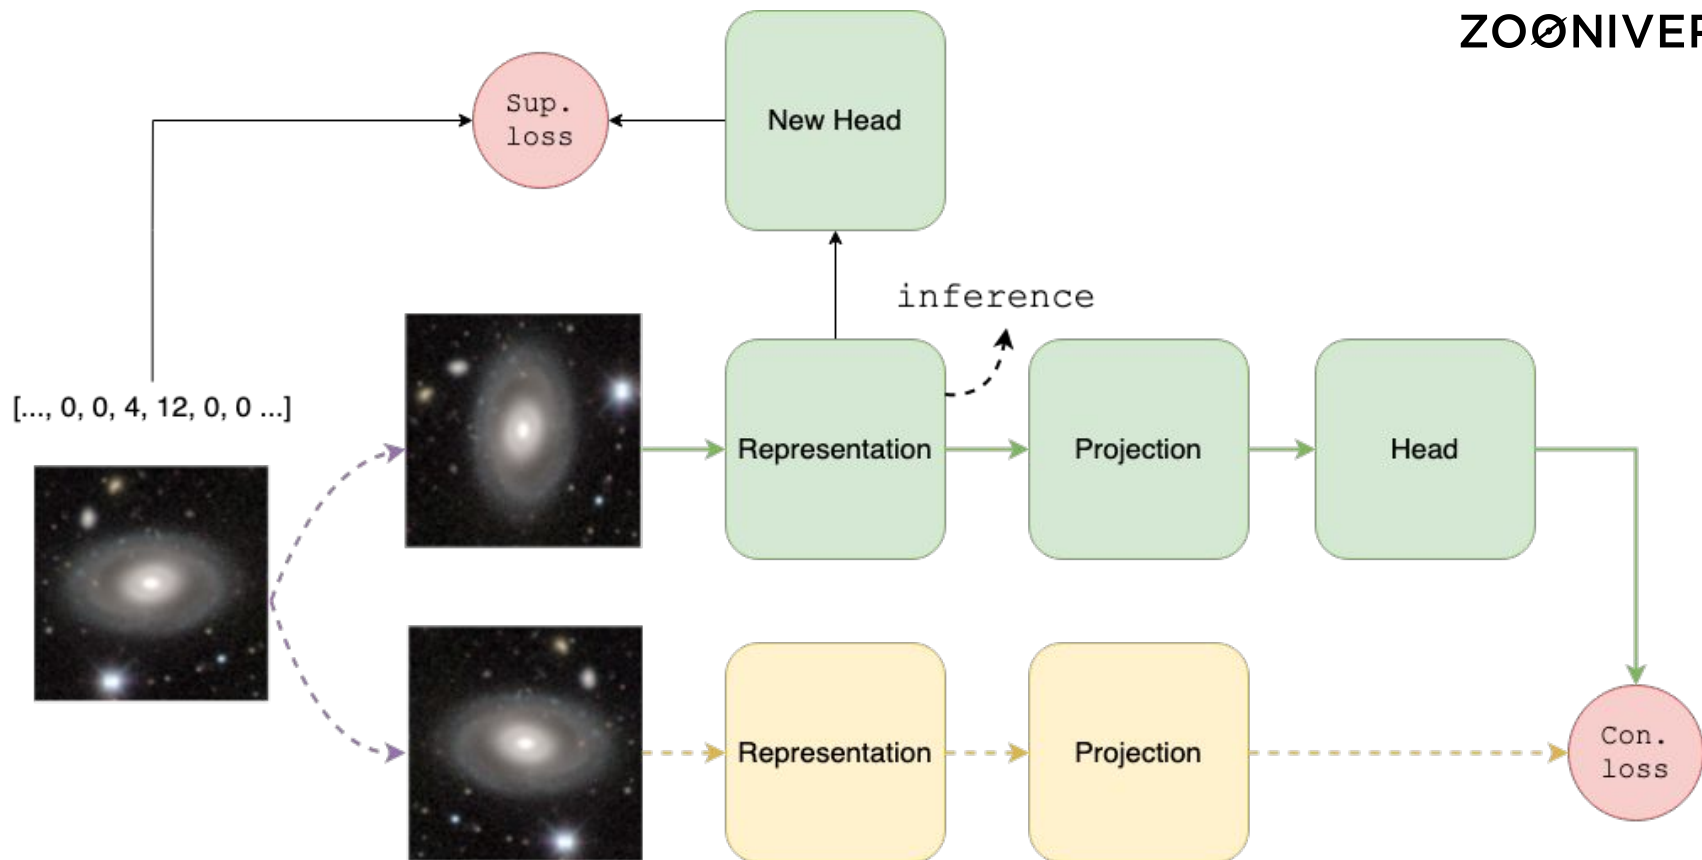 ZOØNIVER
Sup.
loss
New Head
inference
[..., 0, 0, 4, 12, 0, 0 ...]
Representation
Projection
Head
Representation
Projection
Con.
loss